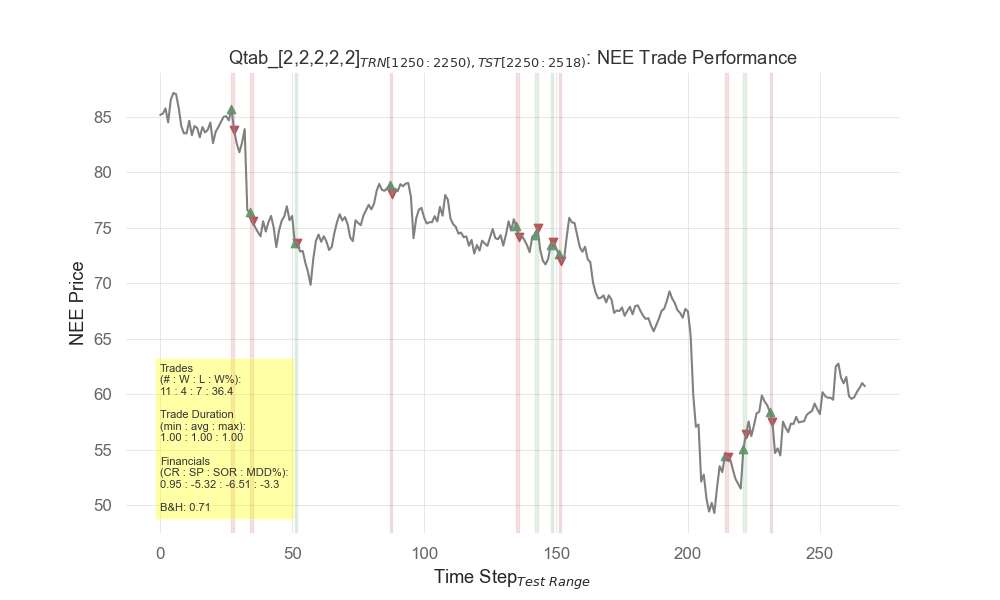 Qtab_[2,2,2,2,2]TRN[1250:2250),TST[2250:2518): NEE Trade Performance
85
80
75
70
65
60
55
50
NEE Price
Trades
(# : W : L : W%):
11 : 4 : 7 : 36.4
Trade Duration
(min : avg : max):
1.00 : 1.00 : 1.00
Financials
(CR : SP : SOR : MDD%):
0.95 : -5.32 : -6.51 : -3.3
B&H: 0.71
0 50 100 150 200 250
Time StepTest Range